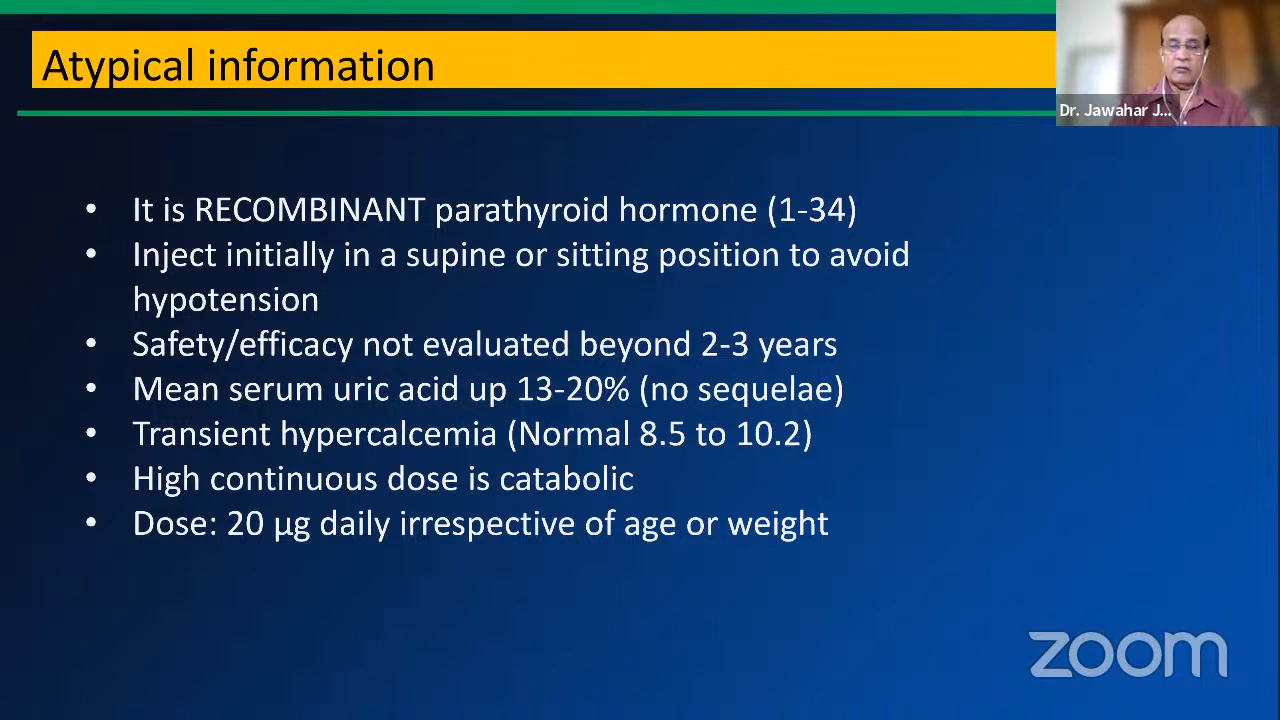 Atypical information
Dr. Jawahar J...
• It is RECOMBINANT parathyroid hormone (1-34)
• Inject initially in a supine or sitting position to avoid
hypotension
• Safety/efficacy not evaluated beyond 2-3 years
• Mean serum uric acid up 13-20% (no sequelae)
• Transient hypercalcemia (Normal 8.5 to 10.2)
• High continuous dose is catabolic
• Dose: 20 µg daily irrespective of age or weight
zoom